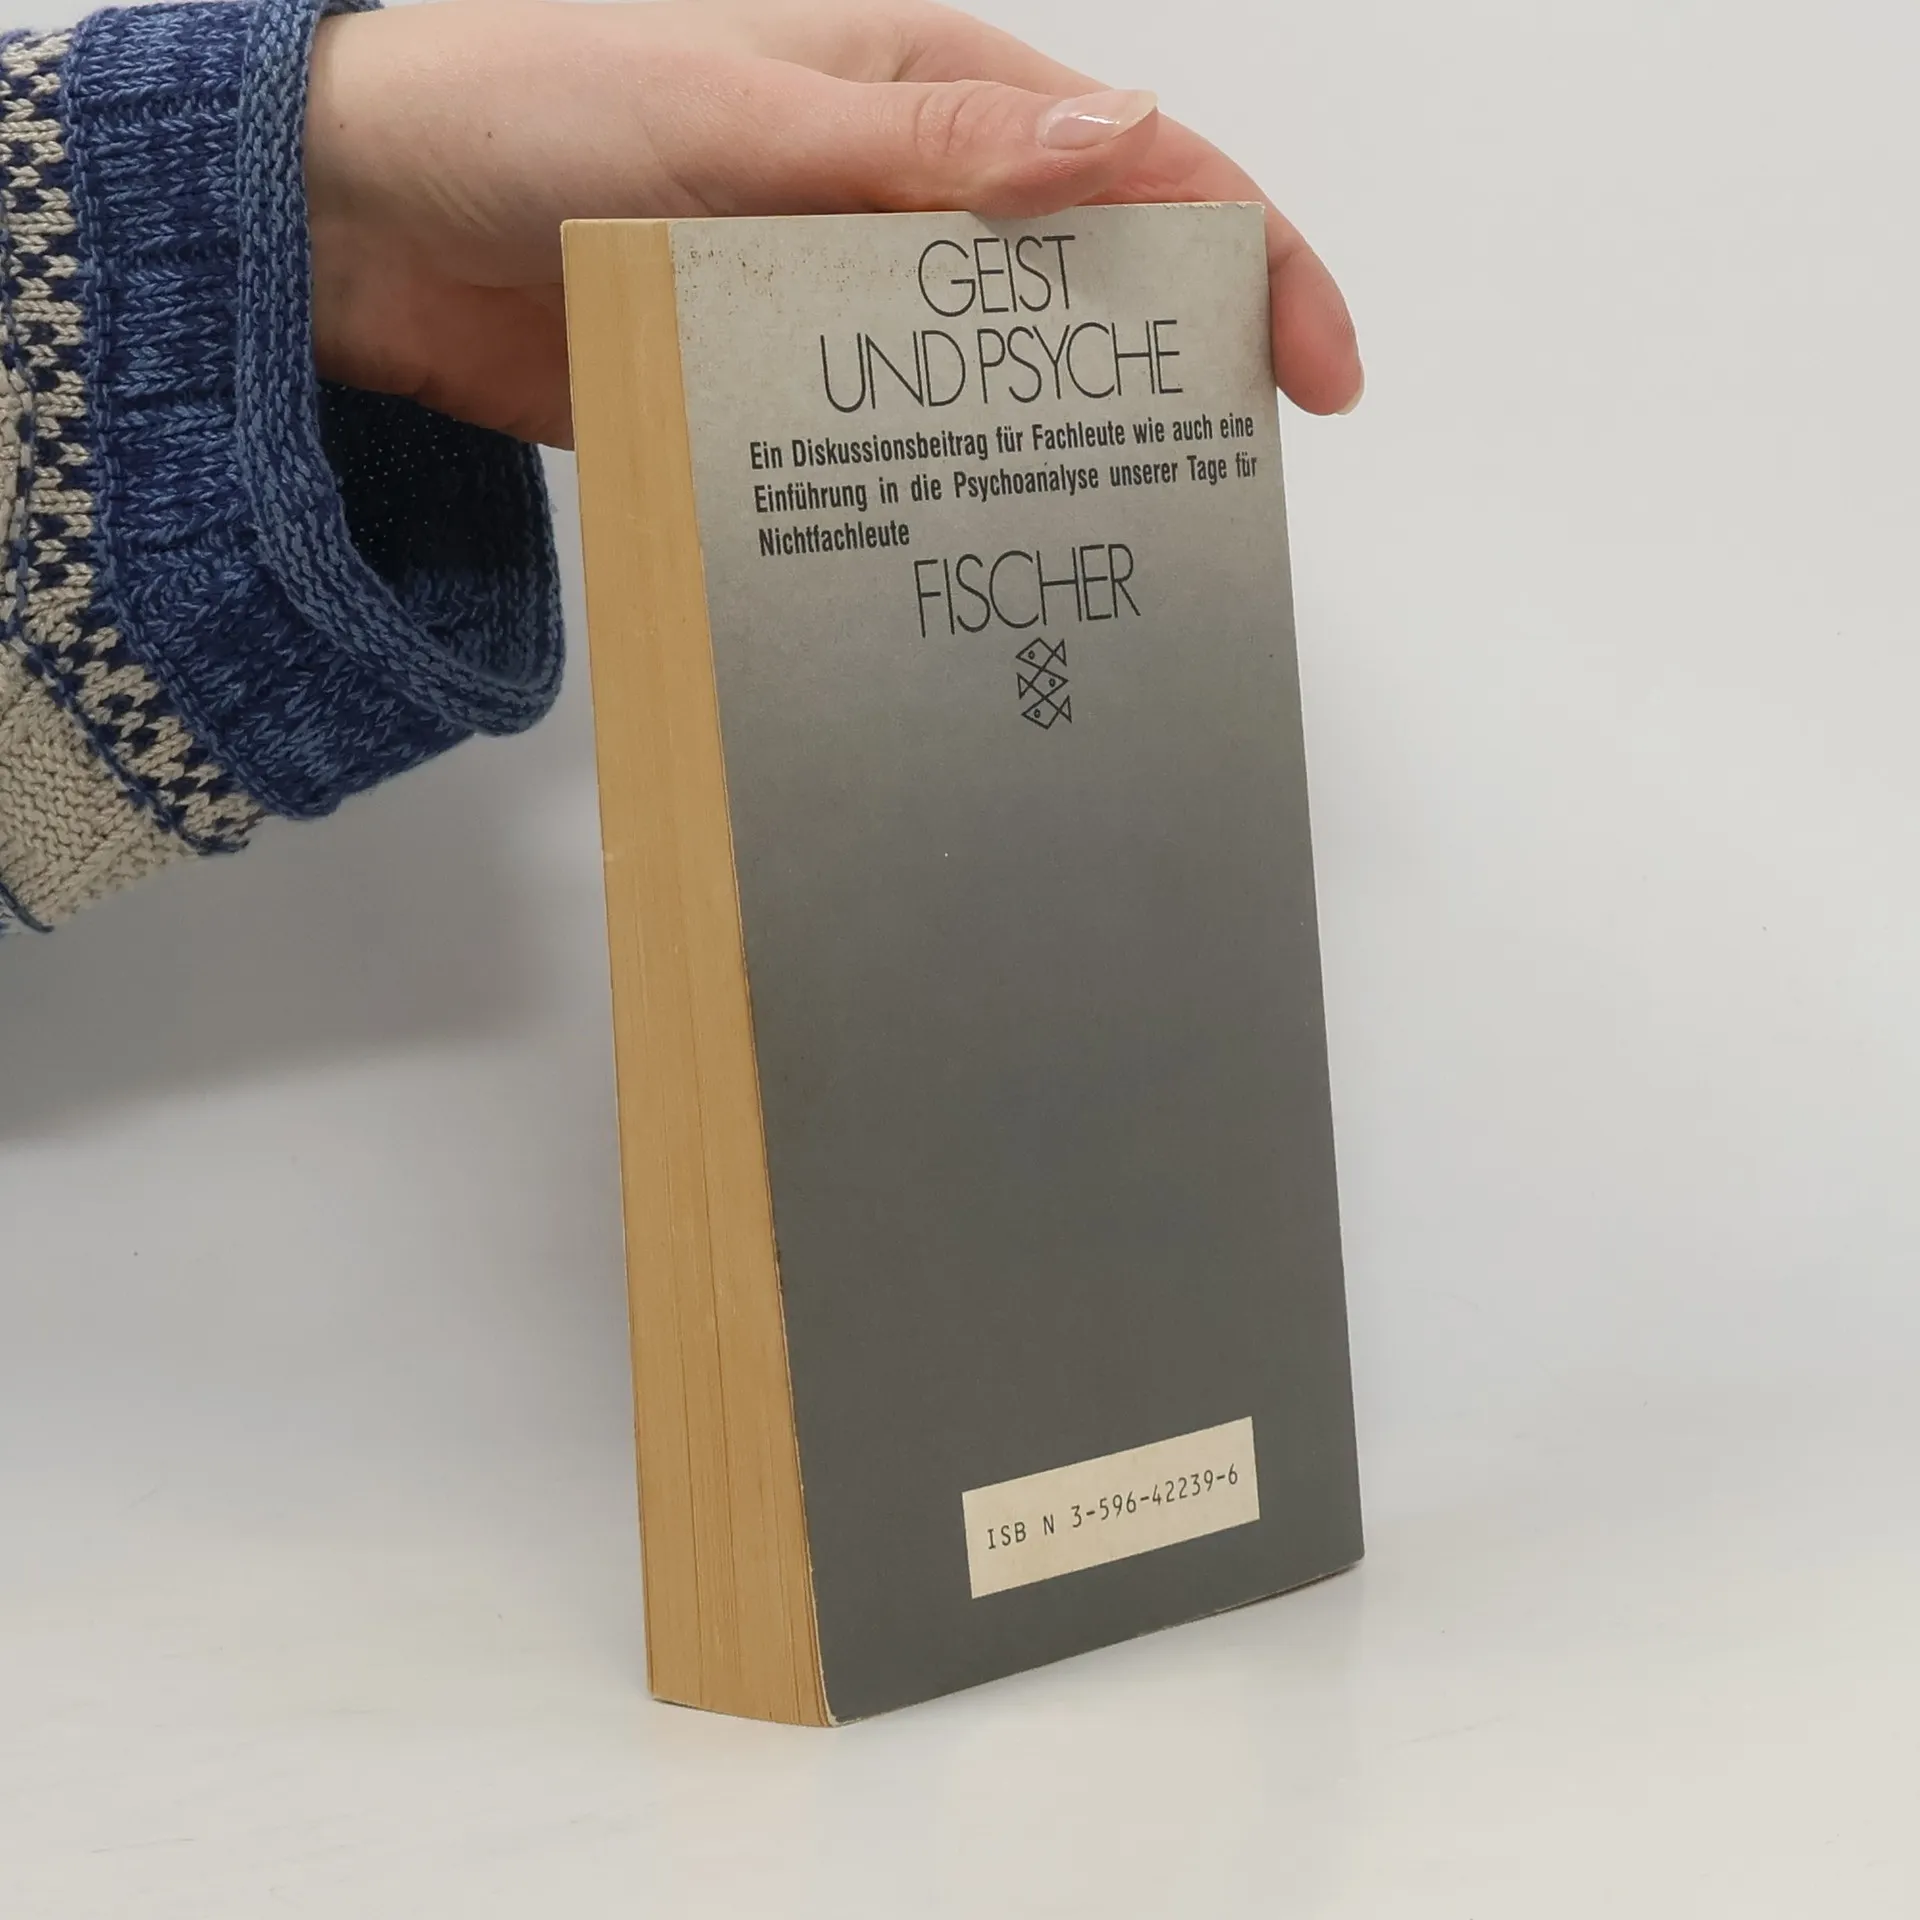 GEIST
UND PSYCHE
Ein Diskussionsbeitrag für Fachleute wie auch eine
Einführung in die Psychoanalyse unserer Tage für
Nichtfachleute
FISCHER
ISB N 3-596-42239-6